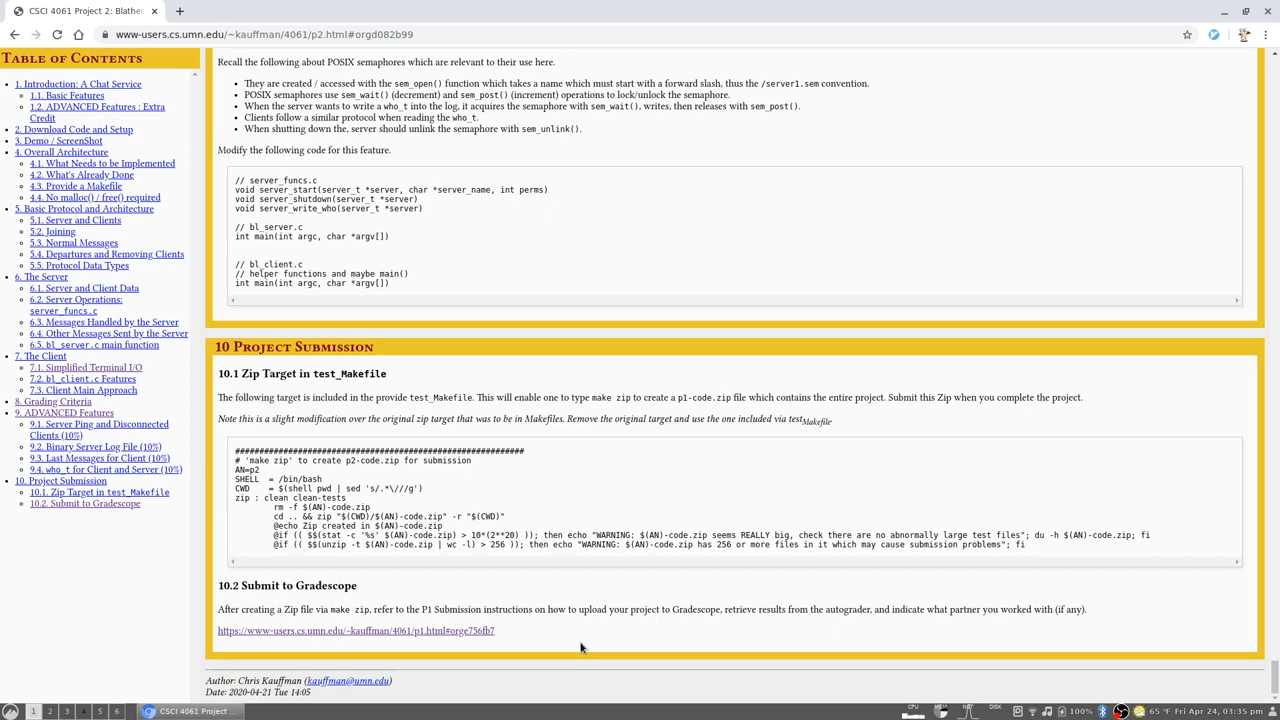 CSCI 4061 Project 2: Blathe
www-users.cs.umn.edu/~kauffman/4061/p2.html#orgd082b99
Table of Contents
1. Introduction: A Chat Service
1.1. Basic Features
1.2. ADVANCED Features : Extra
Credit
2. Download Code and Setup
3. Demo / ScreenShot
4. Overall Architecture
4.1. What Needs to be Implemented
4.2. What's Already Done
4.3. Provide a Makefile
4.4. No malloc() / free() required
5. Basic Protocol and Architecture
5.1. Server and Clients
5.2. Joining
5.3. Normal Messages
5.4. Departures and Removing Clients
5.5. Protocol Data Types
6. The Server
6.1. Server and Client Data
6.2. Server Operations:
server_funcs.c
6.3. Messages Handled by the Server
6.4. Other Messages Sent by the Server
6.5. bl_server.c main function
7. The Client
7.1. Simplified Terminal I/O
7.2. bl_client.c Features
7.3. Client Main Approach
8. Grading Criteria
9. ADVANCED Features
9.1. Server Ping and Disconnected
Clients (10%)
9.2. Binary Server Log File (10%)
9.3. Last Messages for Client (10%)
9.4. who_t for Client and Server (10%)
10. Project Submission
10.1. Zip Target in test_Makefile
10.2. Submit to Gradescope
Recall the following about POSIX semaphores which are relevant to their use here.
• They are created / accessed with the sem_open() function which takes a name which must start with a forward slash, thus the /server1.sem convention.
• POSIX semaphores use sem_wait() (decrement) and sem_post() (increment) operations to lock/unlock the semaphore.
• When the server wants to write a who_t into the log, it acquires the semaphore with sem_wait(), writes, then releases with sem_post().
• Clients follow a similar protocol when reading the who_t.
• When shutting down the, server should unlink the semaphore with sem_unlink().
Modify the following code for this feature.
// server_funcs.c
void server_start(server_t *server, char *server_name, int perms)
void server_shutdown(server_t *server)
void server_write_who(server_t *server)
// bl_server.c
int main(int argc, char *argv[])
// bl_client.c
// helper functions and maybe main()
int main(int argc, char *argv[])
10 Project Submission
10.1 Zip Target in test_Makefile
The following target is included in the provide test_Makefile. This will enable one to type make zip to create a p1-code.zip file which contains the entire project. Submit this Zip when you complete the project.
Note this is a slight modification over the original zip target that was to be in Makefiles. Remove the original target and use the one included via testMakefile.
############################################################
# 'make zip' to create p2-code.zip for submission
AN=p2
SHELL = /bin/bash
CWD = $(shell pwd | sed 's/.*\///g')
zip : clean clean-tests
rm -f $(AN)-code.zip
cd .. && zip "$(CWD)/$(AN)-code.zip" -r "$(CWD)"
@echo Zip created in $(AN)-code.zip
@if (( $$(stat -c '%s' $(AN)-code.zip) > 10*(2**20) )); then echo "WARNING: $(AN)-code.zip seems REALLY big, check there are no abnormally large test files"; du -h $(AN)-code.zip; fi
@if (( $$(unzip -t $(AN)-code.zip | wc -l) > 256 )); then echo "WARNING: $(AN)-code.zip has 256 or more files in it which may cause submission problems"; fi
10.2 Submit to Gradescope
After creating a Zip file via make zip, refer to the P1 Submission instructions on how to upload your project to Gradescope, retrieve results from the autograder, and indicate what partner you worked with (if any).
https://www-users.cs.umn.edu/~kauffman/4061/p1.html#orge756fb7
Author: Chris Kauffman (kauffman@umn.edu)
Date: 2020-04-21 Tue 14:05
1 2 3 4 5 6 CSCI 4061 Project ... CPU MEM NET DISK 100% 65 °F Fri Apr 24, 03:35 pm